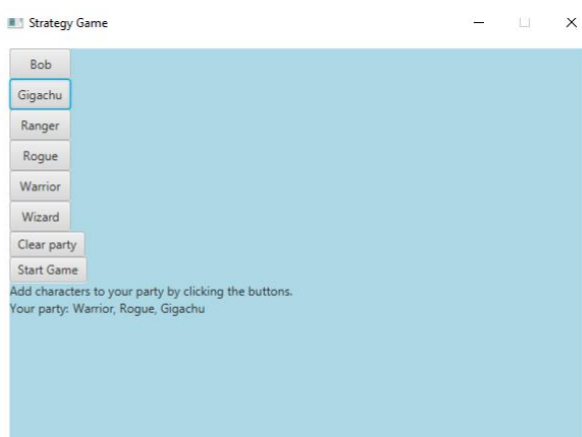 Strategy Game
Bob
Gigachu
Ranger
Rogue
Warrior
Wizard
Clear party
Start Game
Add characters to your party by clicking the buttons.
Your party: Warrior, Rogue, Gigachu